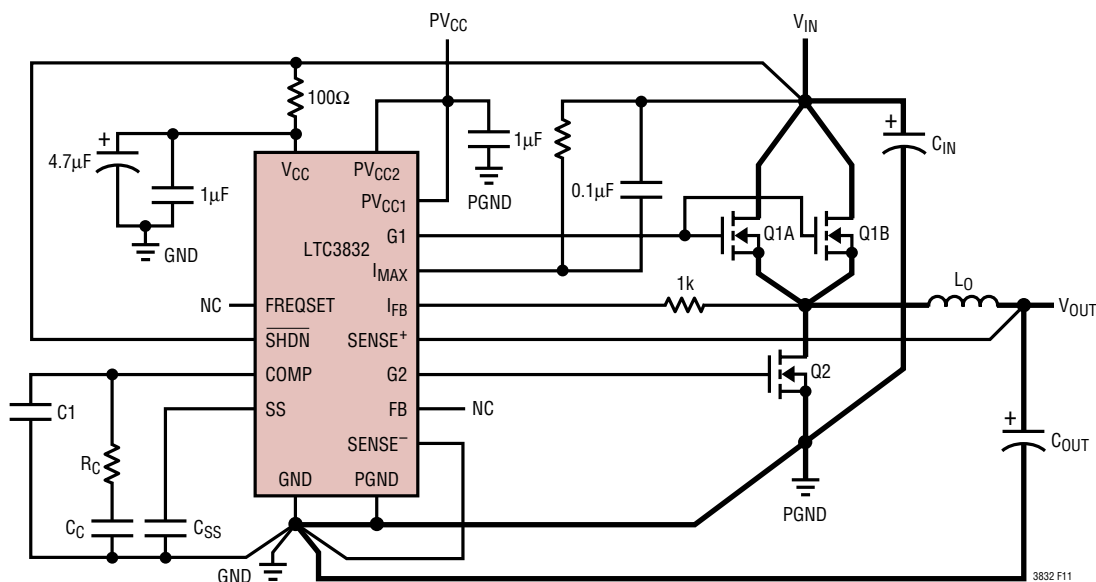 PVCC
VIN
100Ω
+
4.7µF
1µF
GND
VCC
PVCC2
PVCC1
1µF
PGND
0.1µF
+
CIN
G1
LTC3832
IMAX
Q1A
Q1B
NC
FREQSET
IFB
1k
LO
VOUT
SHDN
SENSE+
COMP
G2
Q2
C1
SS
FB
NC
SENSE–
+
COUT
RC
GND
PGND
PGND
CC
CSS
GND
3832 F11